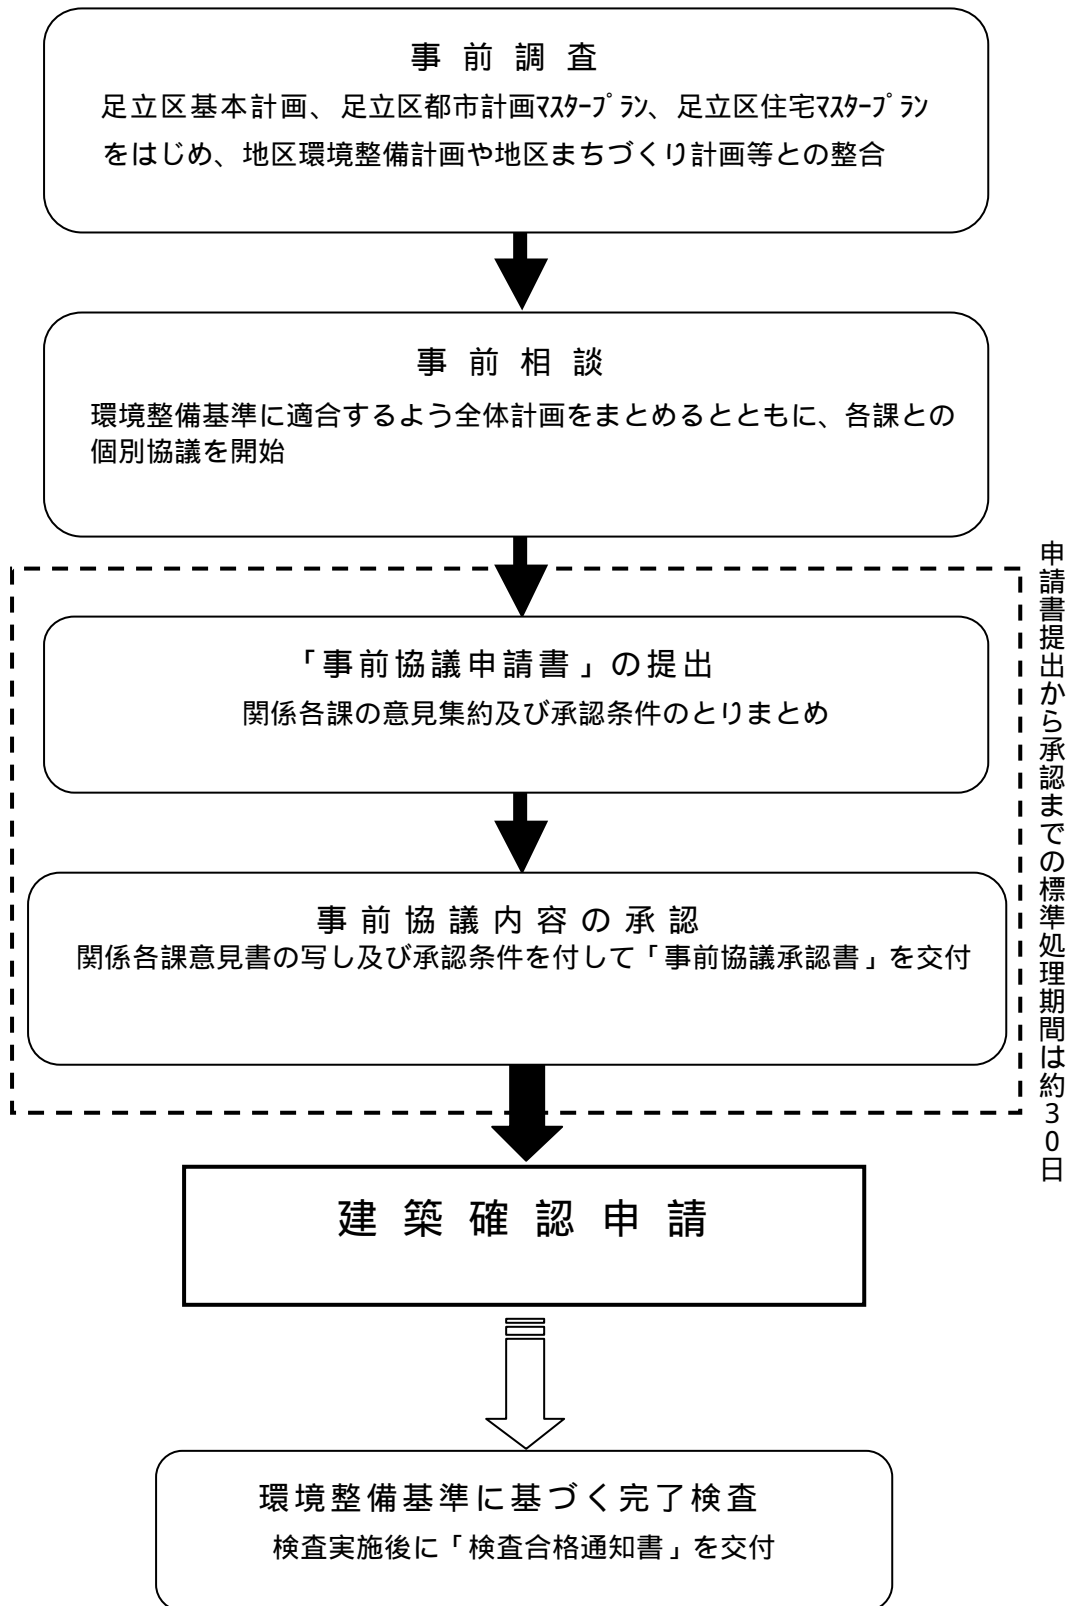 事前調査
足立区基本計画、足立区都市計画ﾏｽﾀｰﾌﾟﾗﾝ、足立区住宅ﾏｽﾀｰﾌﾟﾗﾝ
をはじめ、地区環境整備計画や地区まちづくり計画等との整合
事前相談
環境整備基準に適合するよう全体計画をまとめるとともに、各課との
個別協議を開始
「事前協議申請書」の提出
関係各課の意見集約及び承認条件のとりまとめ
事前協議内容の承認
関係各課意見書の写し及び承認条件を付して「事前協議承認書」を交付
申請書提出から承認までの標準処理期間は約30日
建築確認申請
環境整備基準に基づく完了検査
検査実施後に「検査合格通知書」を交付